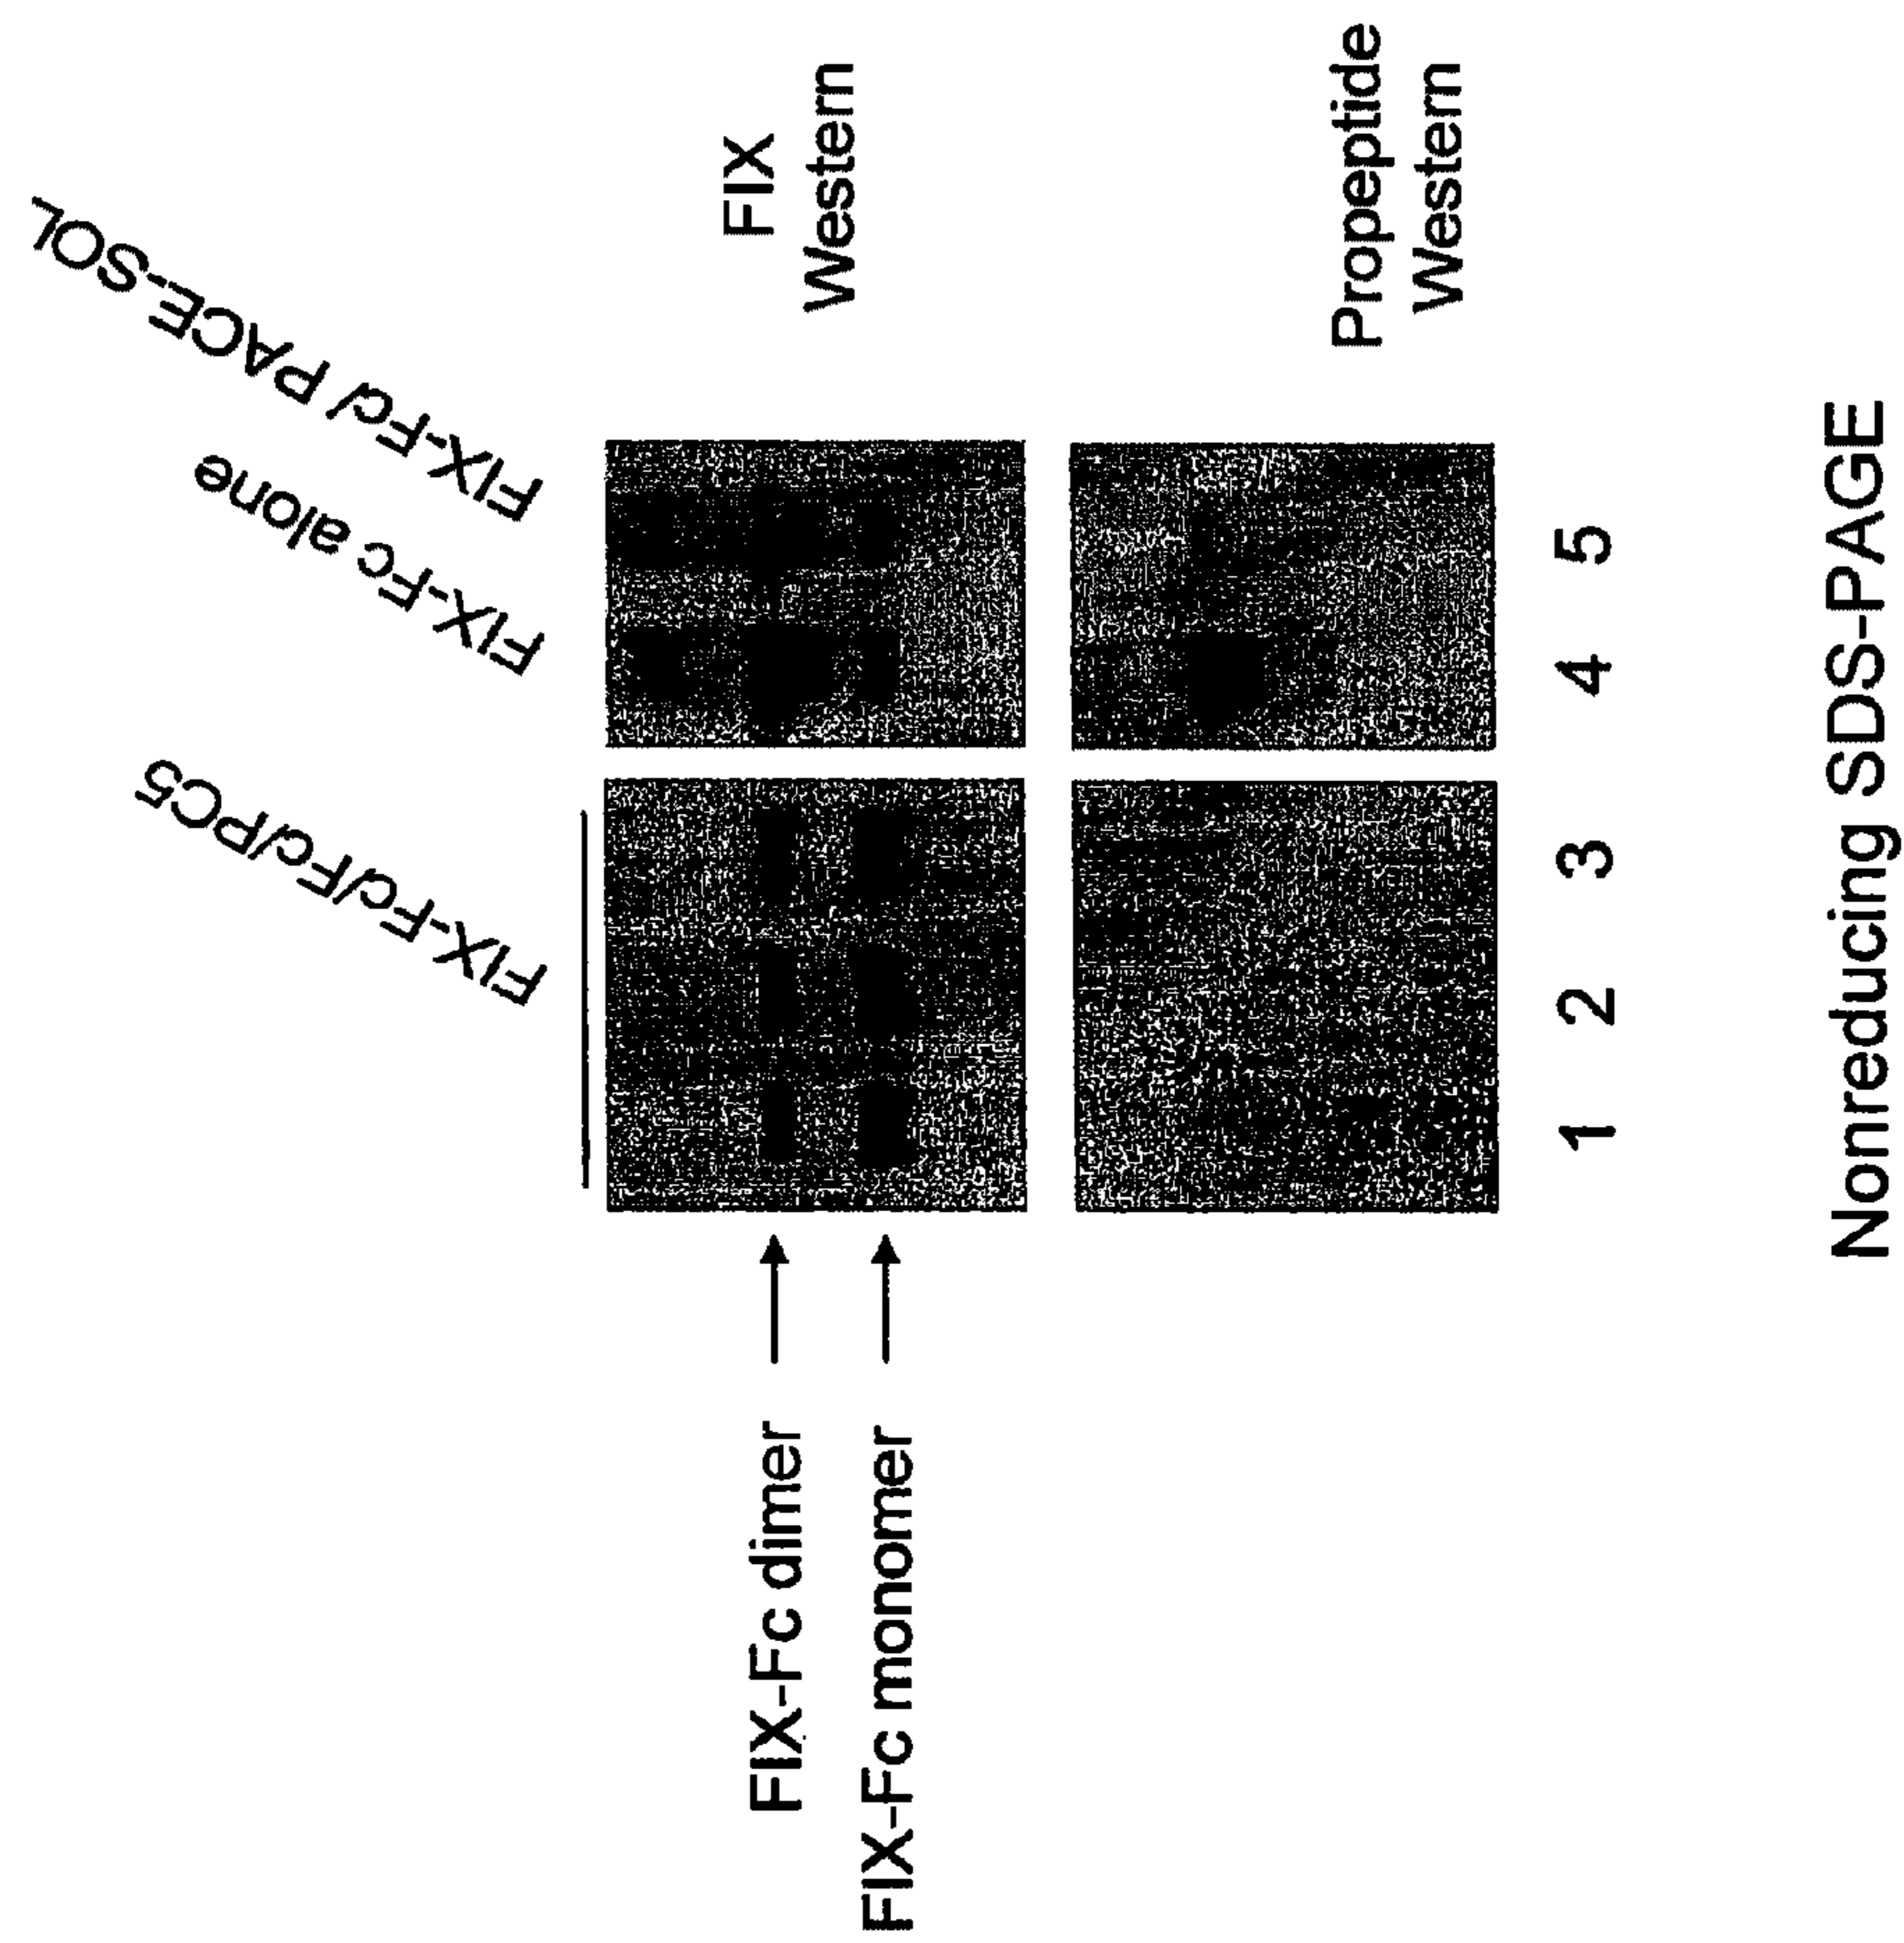 FIX-Fc/Fc/PC5
FIX-Fc alone
FIX-Fc/ PACE-SOL
FIX-Fc dimer
FIX-Fc monomer
FIX
Western
Propeptide
Western
1 2 3 4 5
Nonreducing SDS-PAGE